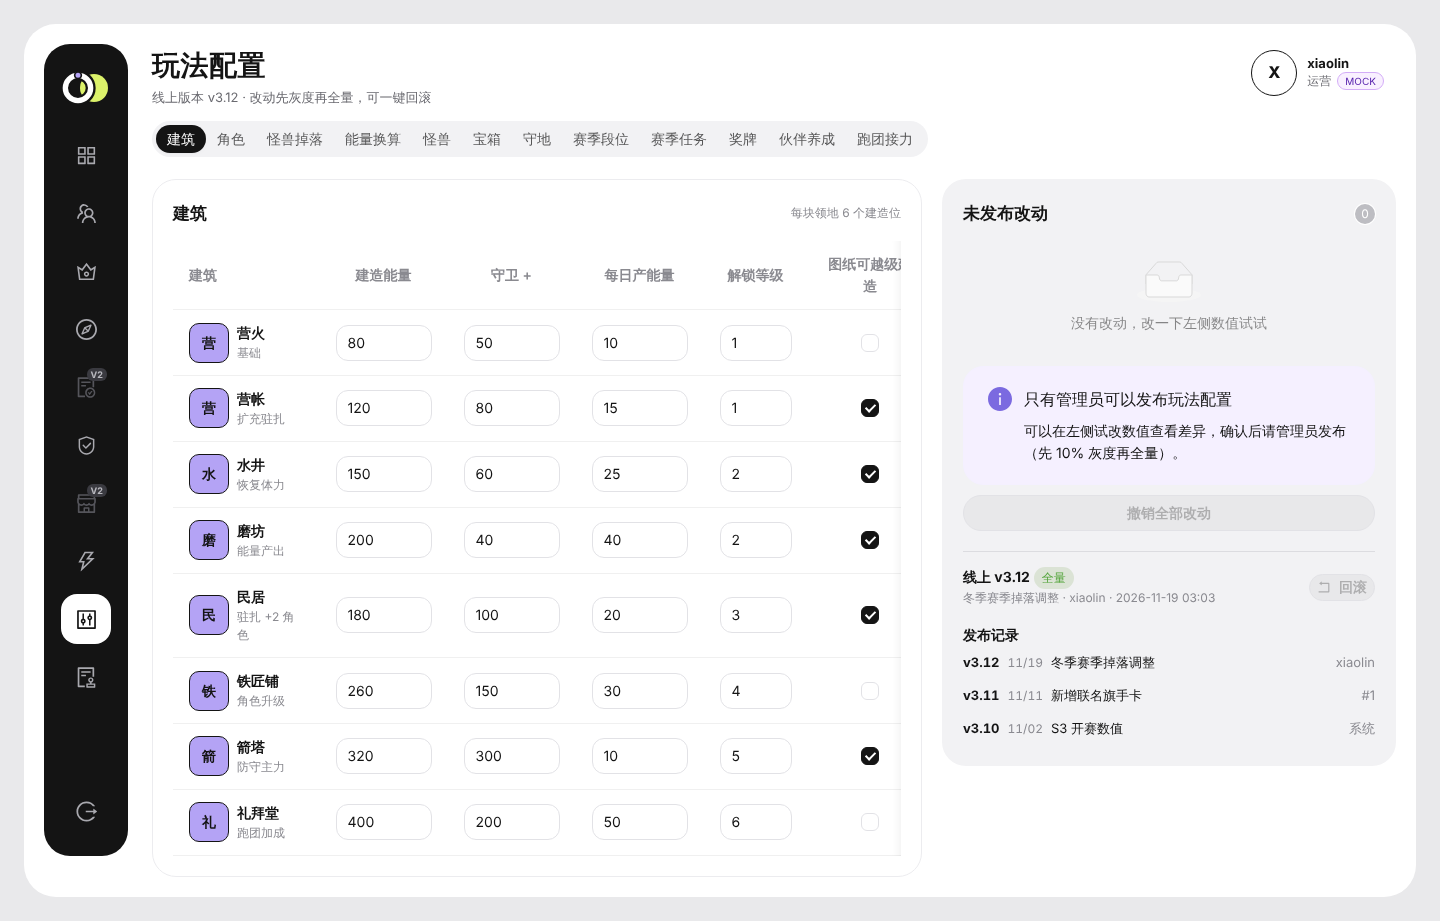 玩法配置
线上版本 v3.12 · 改动先灰度再全量，可一键回滚
X
xiaolin
运营 MOCK
V2
V2
建筑 角色 怪兽掉落 能量换算 怪兽 宝箱 守地 赛季段位 赛季任务 奖牌 伙伴养成 跑团接力
建筑
每块领地 6 个建造位
建筑 建造能量 守卫 + 每日产能量 解锁等级 图纸可越级
造
营 营火 80 50 10 1
基础
营 营帐 120 80 15 1
扩充驻扎
水 水井 150 60 25 2
恢复体力
磨 磨坊 200 40 40 2
能量产出
民 民居 180 100 20 3
驻扎 +2 角
色
铁 铁匠铺 260 150 30 4
角色升级
箭 箭塔 320 300 10 5
防守主力
礼 礼拜堂 400 200 50 6
跑团加成
未发布改动 0
没有改动，改一下左侧数值试试
只有管理员可以发布玩法配置
可以在左侧试改数值查看差异，确认后请管理员发布
（先 10% 灰度再全量）。
撤销全部改动
线上 v3.12 全量
冬季赛季掉落调整 · xiaolin · 2026-11-19 03:03
回滚
发布记录
v3.12 11/19 冬季赛季掉落调整 xiaolin
v3.11 11/11 新增联名旗手卡 #1
v3.10 11/02 S3 开赛数值 系统